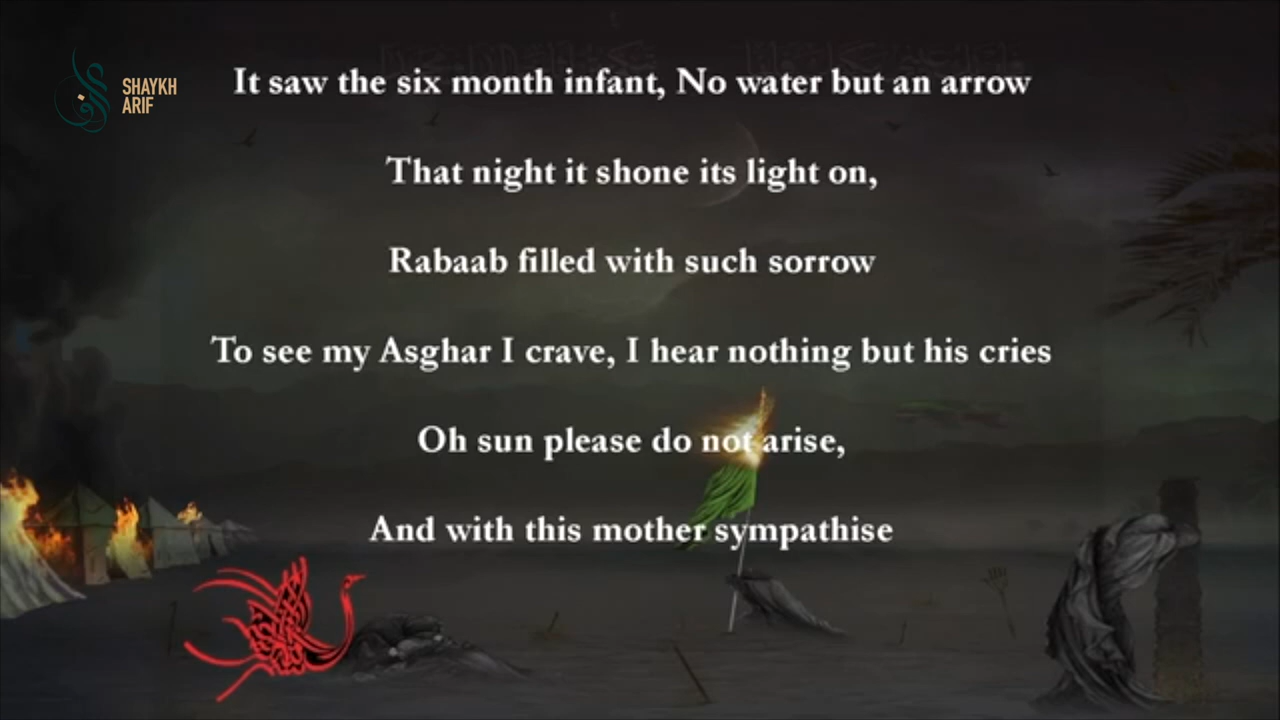 SHAYKH
ARIF
It saw the six month infant, No water but an arrow
That night it shone its light on,
Rabaab filled with such sorrow
To see my Asghar I crave, I hear nothing but his cries
Oh sun please do not arise,
And with this mother sympathise